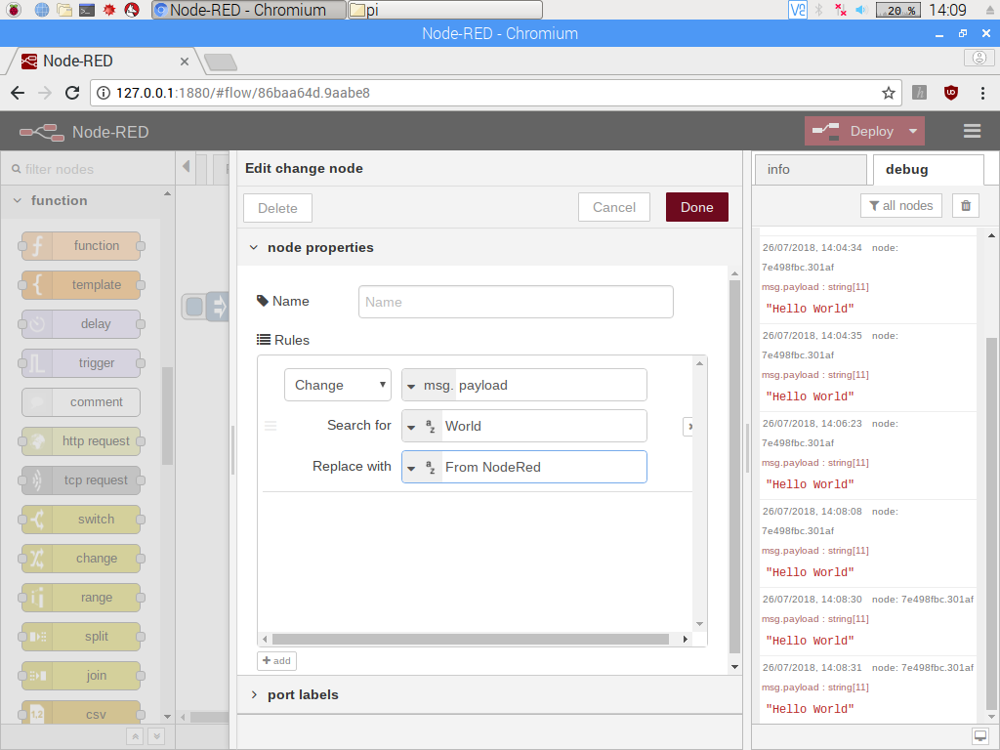 Node-RED - Chromium
pi
20 %
14:09
Node-RED - Chromium
Node-RED
127.0.0.1:1880/#flow/86baa64d.9aabe8
Node-RED
Deploy
filter nodes
function
function
template
delay
trigger
comment
http request
tcp request
switch
change
range
split
join
1,2
csv
Edit change node
Delete
Cancel
Done
node properties
Name
Name
Rules
Change
msg. payload
Search for
World
Replace with
From NodeRed
add
port labels
info
debug
all nodes
26/07/2018, 14:04:34 node:
7e498fbc.301af
msg.payload : string[11]
"Hello World"
26/07/2018, 14:04:35 node:
7e498fbc.301af
msg.payload : string[11]
"Hello World"
26/07/2018, 14:06:23 node:
7e498fbc.301af
msg.payload : string[11]
"Hello World"
26/07/2018, 14:08:08 node:
7e498fbc.301af
msg.payload : string[11]
"Hello World"
26/07/2018, 14:08:30 node: 7e498fbc.301af
msg.payload : string[11]
"Hello World"
26/07/2018, 14:08:31 node: 7e498fbc.301af
msg.payload : string[11]
"Hello World"